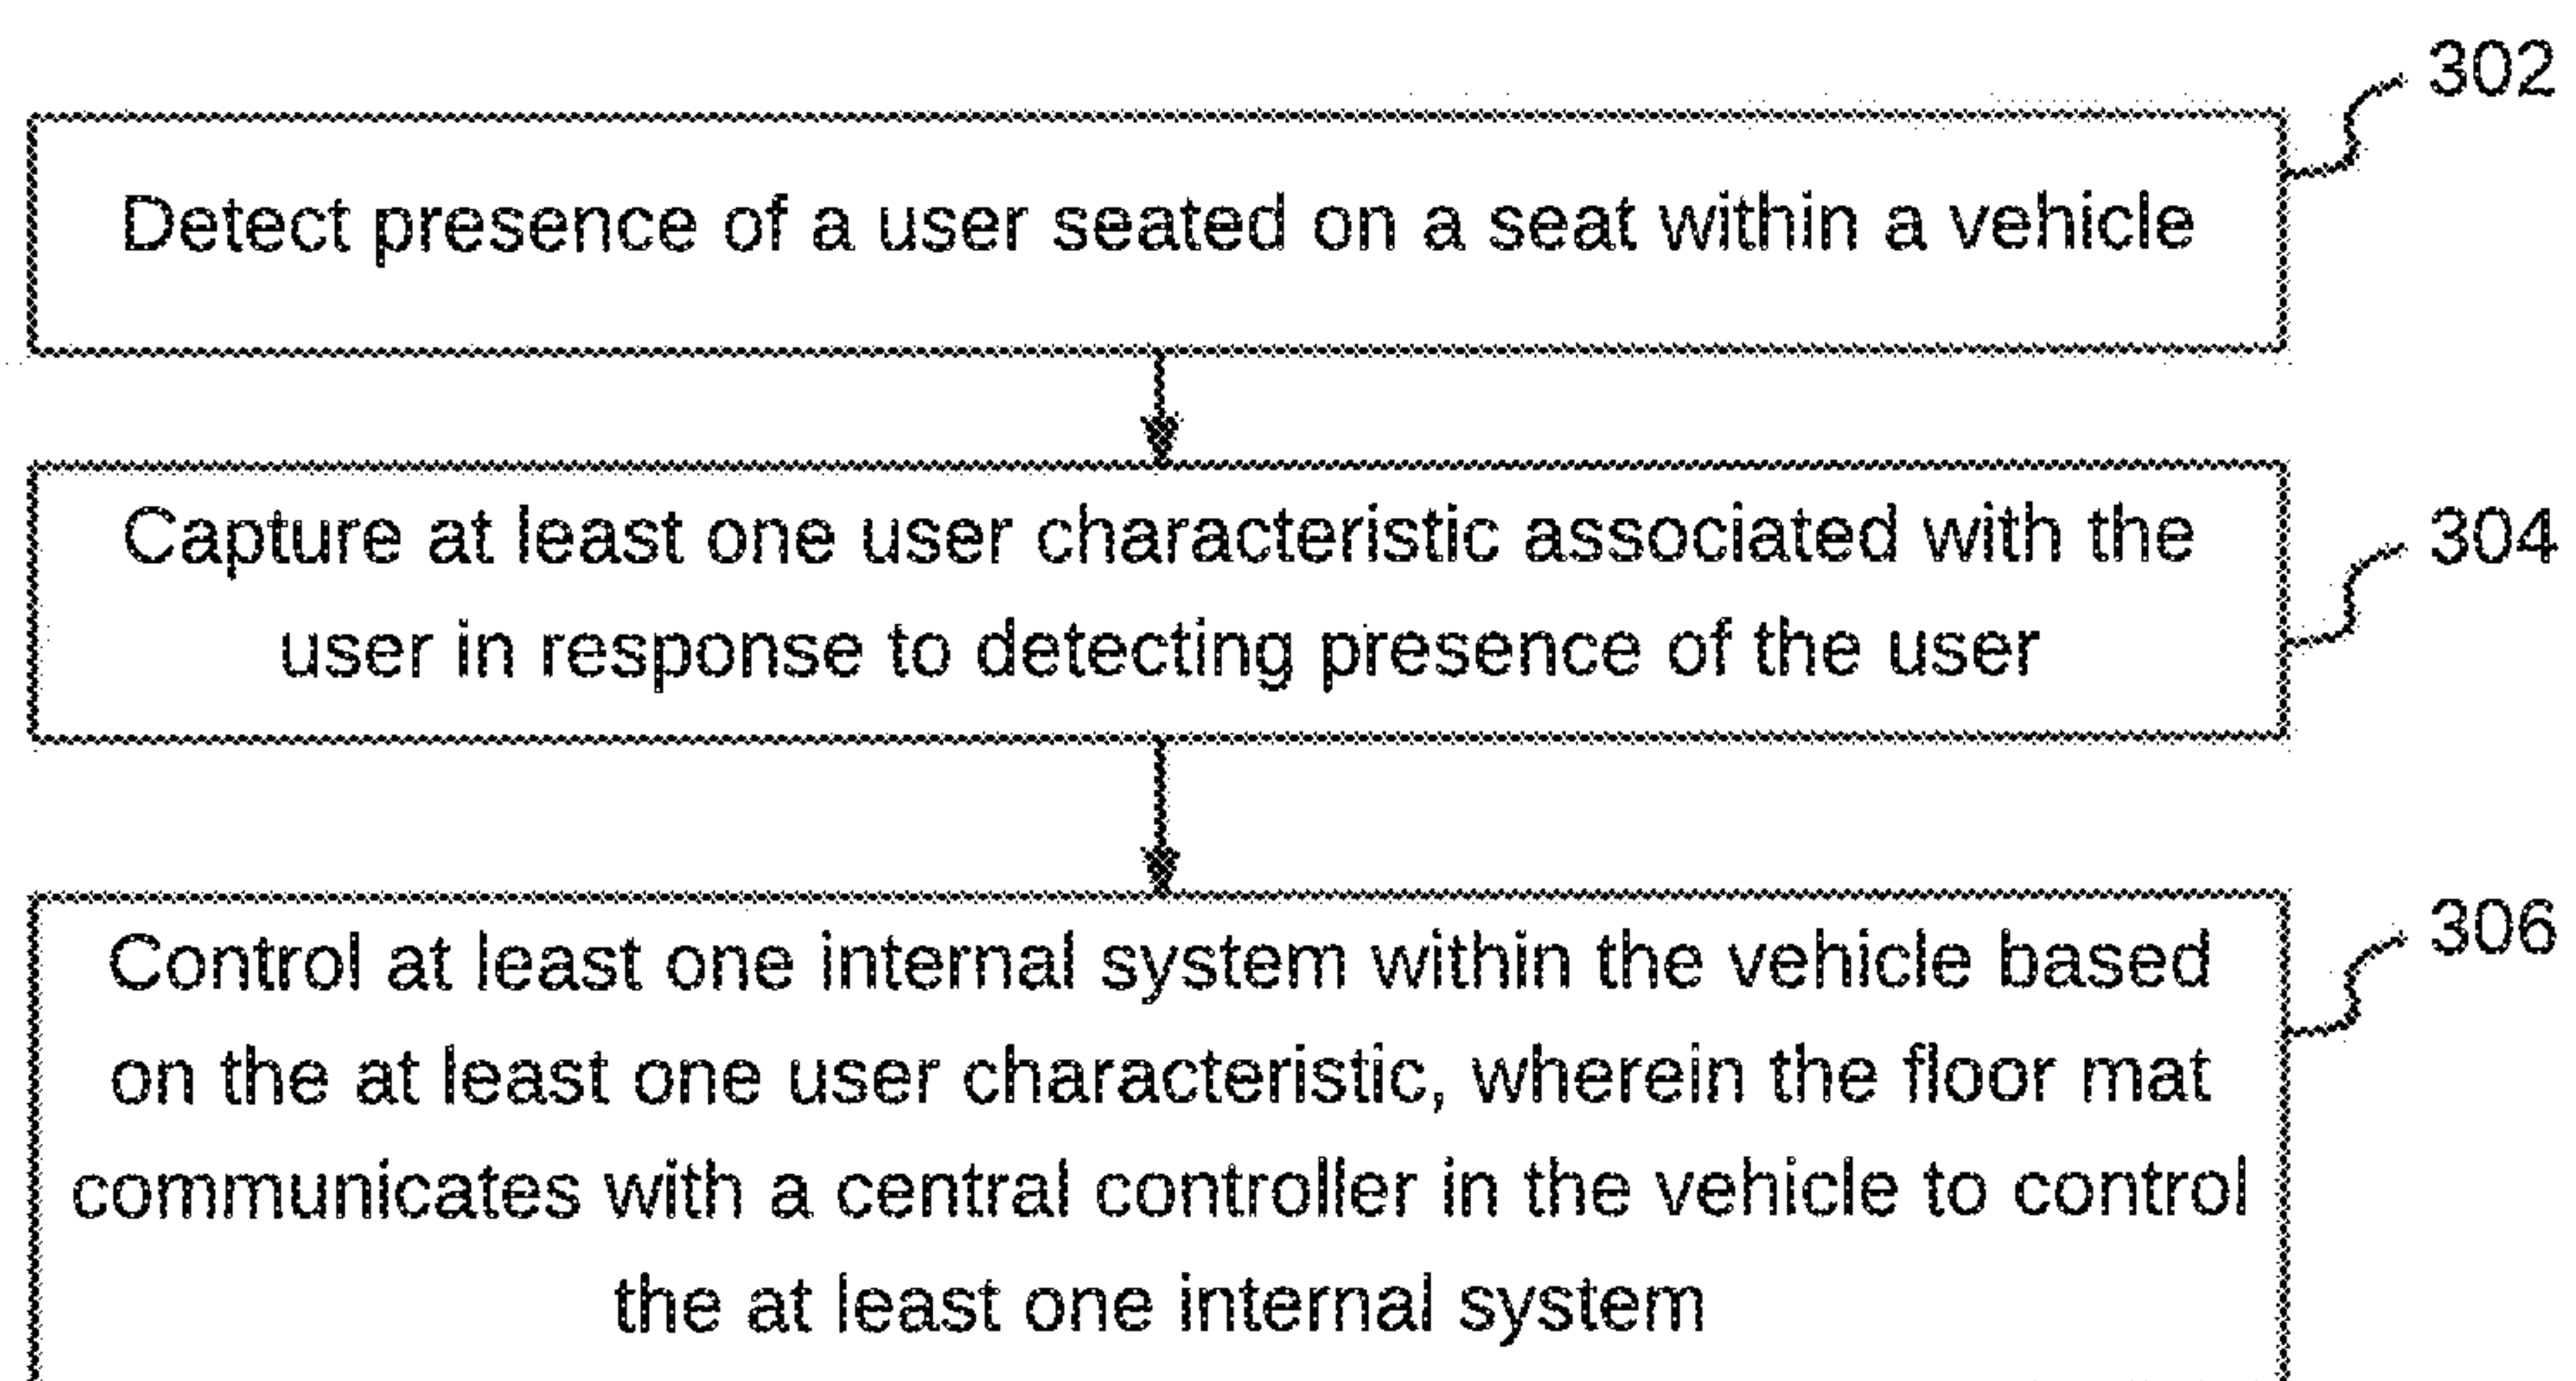 302
Detect presence of a user seated on a seat within a vehicle
Capture at least one user characteristic associated with the
304
user in response to detecting presence of the user
306
Control at least one internal system within the vehicle based
on the at least one user characteristic, wherein the floor mat
communicates with a central controller in the vehicle to control
the at least one internal system